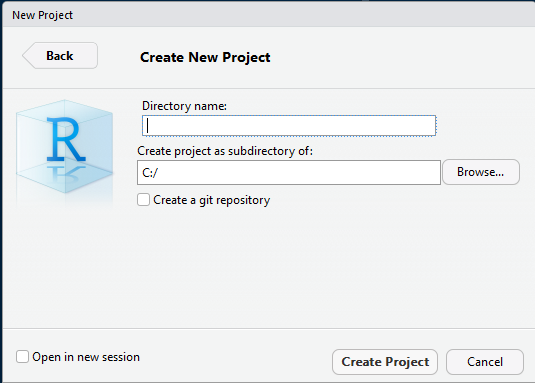 New Project
Back
Create New Project
R
Directory name:
Create project as subdirectory of:
C:/
Browse...
Create a git repository
Open in new session
Create Project
Cancel